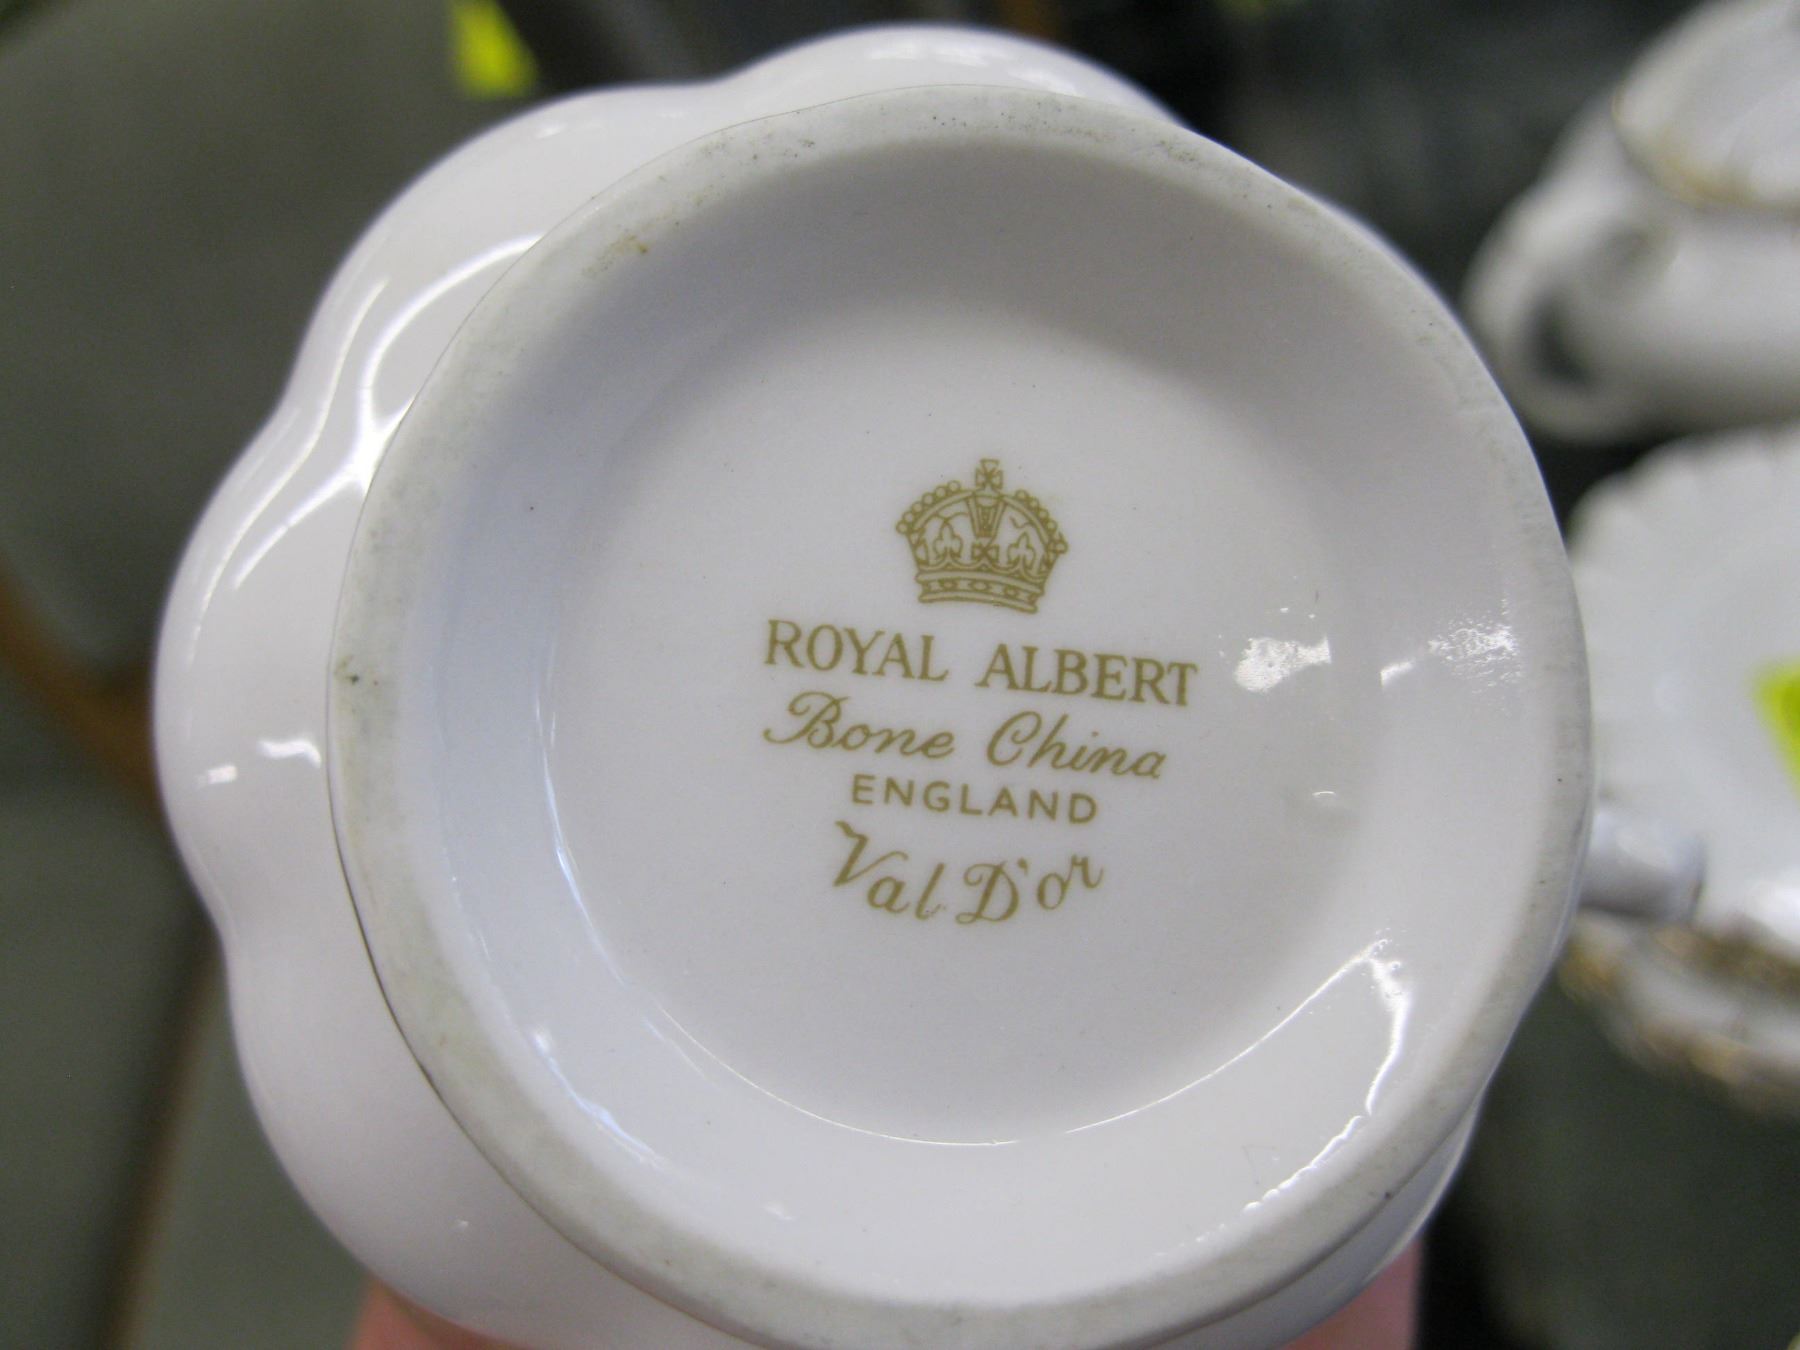 ROYAL ALBERT
Bone China
ENGLAND
Val D'or